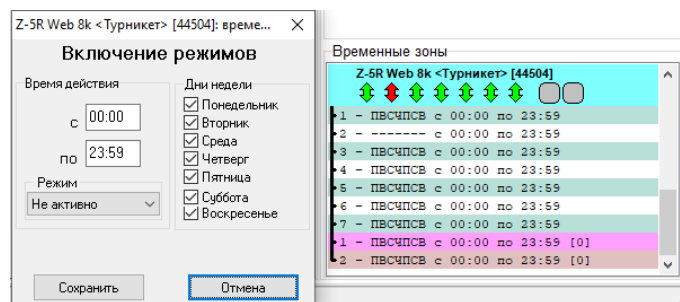 Z-5R Web 8k <Турникет> [44504]: време...
Включение режимов
Время действия
с 00:00
по 23:59
Режим
Не активно
Дни недели
Понедельник
Вторник
Среда
Четверг
Пятница
Суббота
Воскресенье
Сохранить
Отмена
Временные зоны
Z-5R Web 8k <Турникет> [44504]
1 - ПВСЧПСВ с 00:00 по 23:59
2 - ------- с 00:00 по 23:59
3 - ПВСЧПСВ с 00:00 по 23:59
4 - ПВСЧПСВ с 00:00 по 23:59
5 - ПВСЧПСВ с 00:00 по 23:59
6 - ПВСЧПСВ с 00:00 по 23:59
7 - ПВСЧПСВ с 00:00 по 23:59
1 - ПВСЧПСВ с 00:00 по 23:59 [0]
2 - ПВСЧПСВ с 00:00 по 23:59 [0]